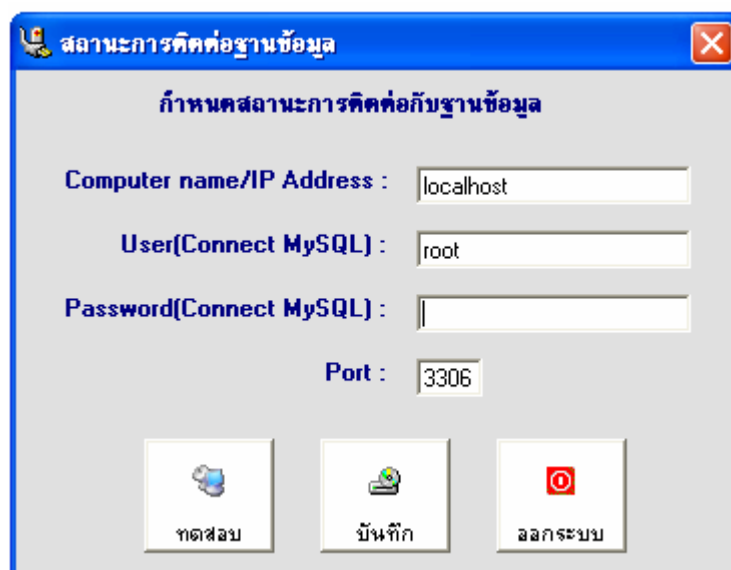 สถานะการติดต่อฐานข้อมูล
กำหนดสถานะการติดต่อกับฐานข้อมูล
Computer name/IP Address : localhost
User(Connect MySQL) : root
Password(Connect MySQL) :
Port : 3306
ทดสอบ บันทึก ออกระบบ